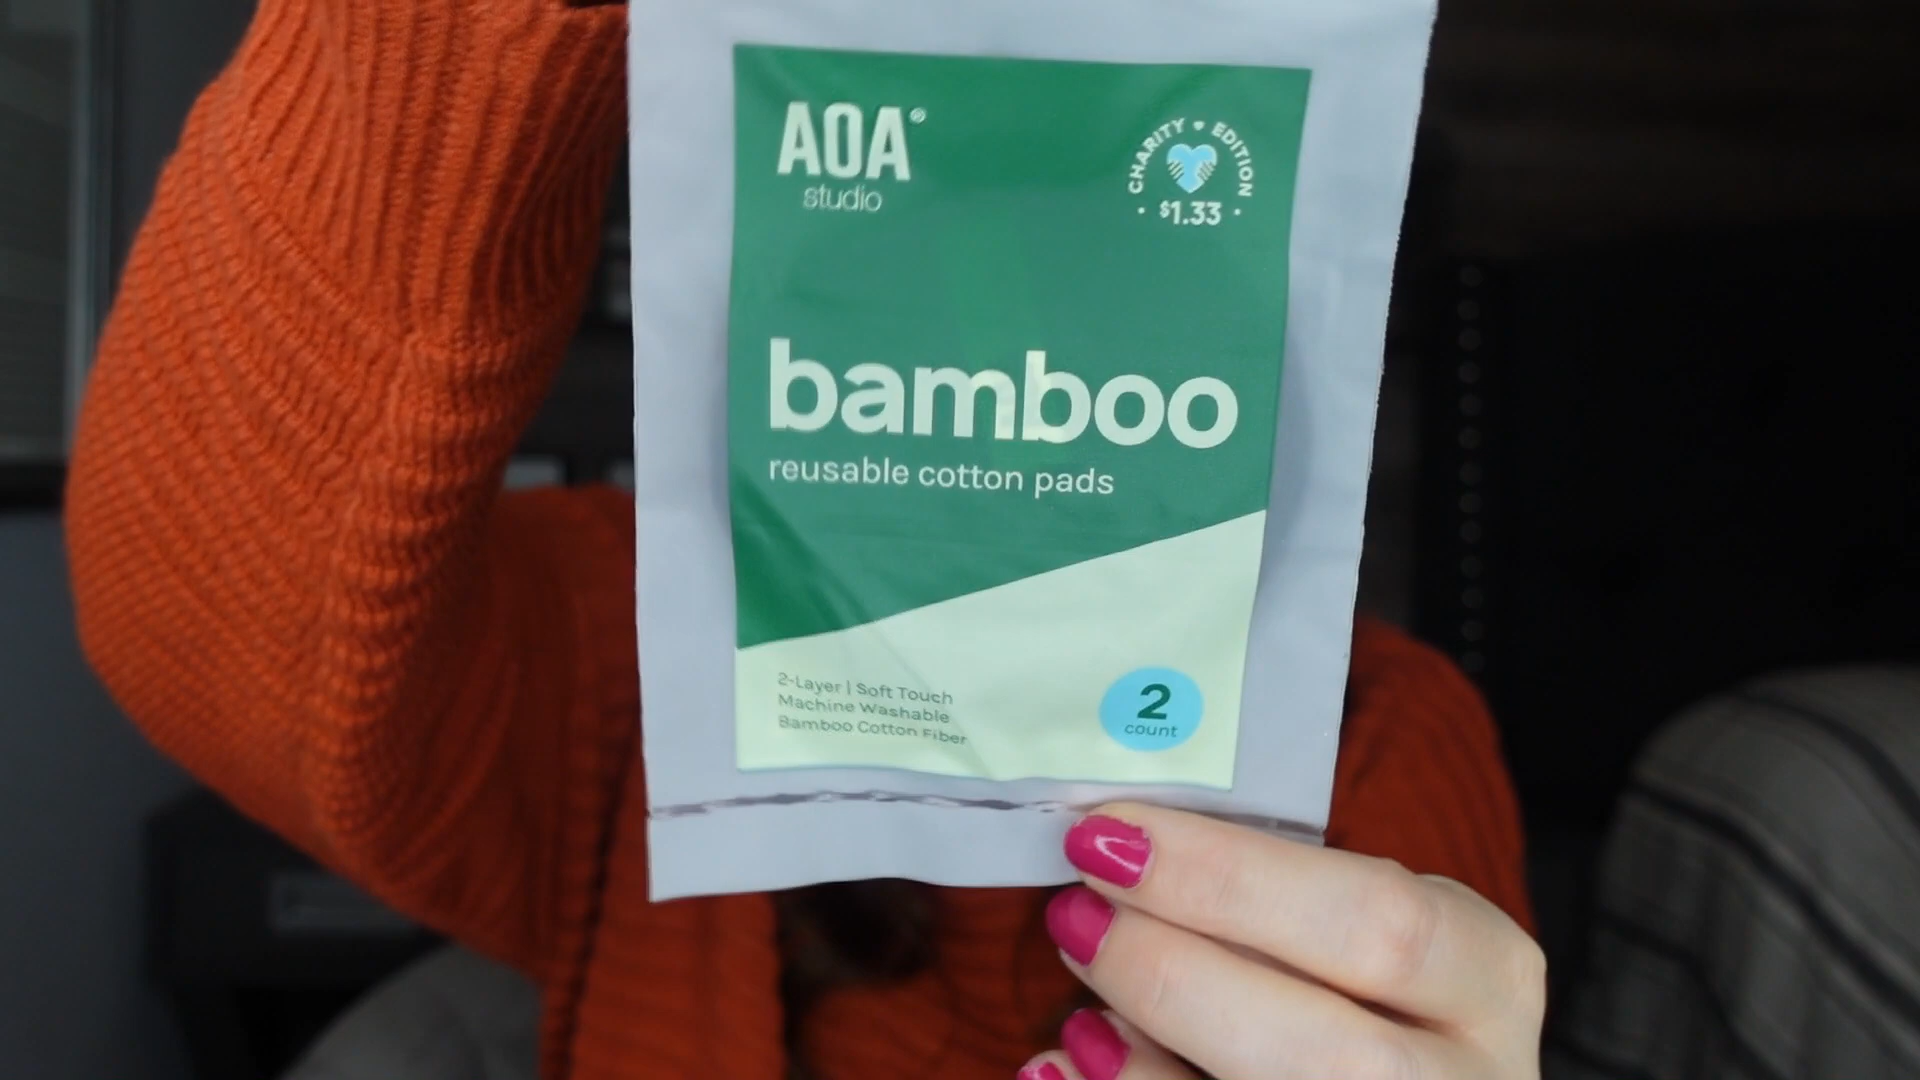 AOA®
studio
CHARITY ♥ EDITION
• $1.33 •
bamboo
reusable cotton pads
2-Layer | Soft Touch
Machine Washable
Bamboo Cotton Fiber
2
count